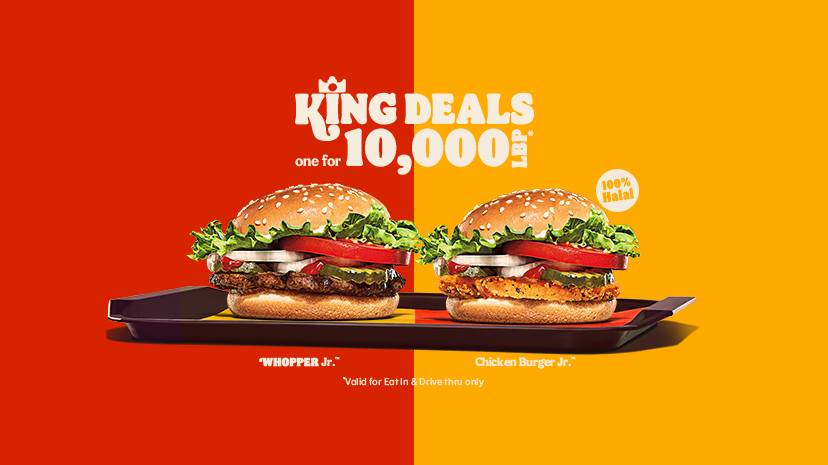 KING DEALS
one for 10,000 LBP*
100%
Halal
WHOPPER Jr.™
Chicken Burger Jr.™
*Valid for Eat In & Drive thru only